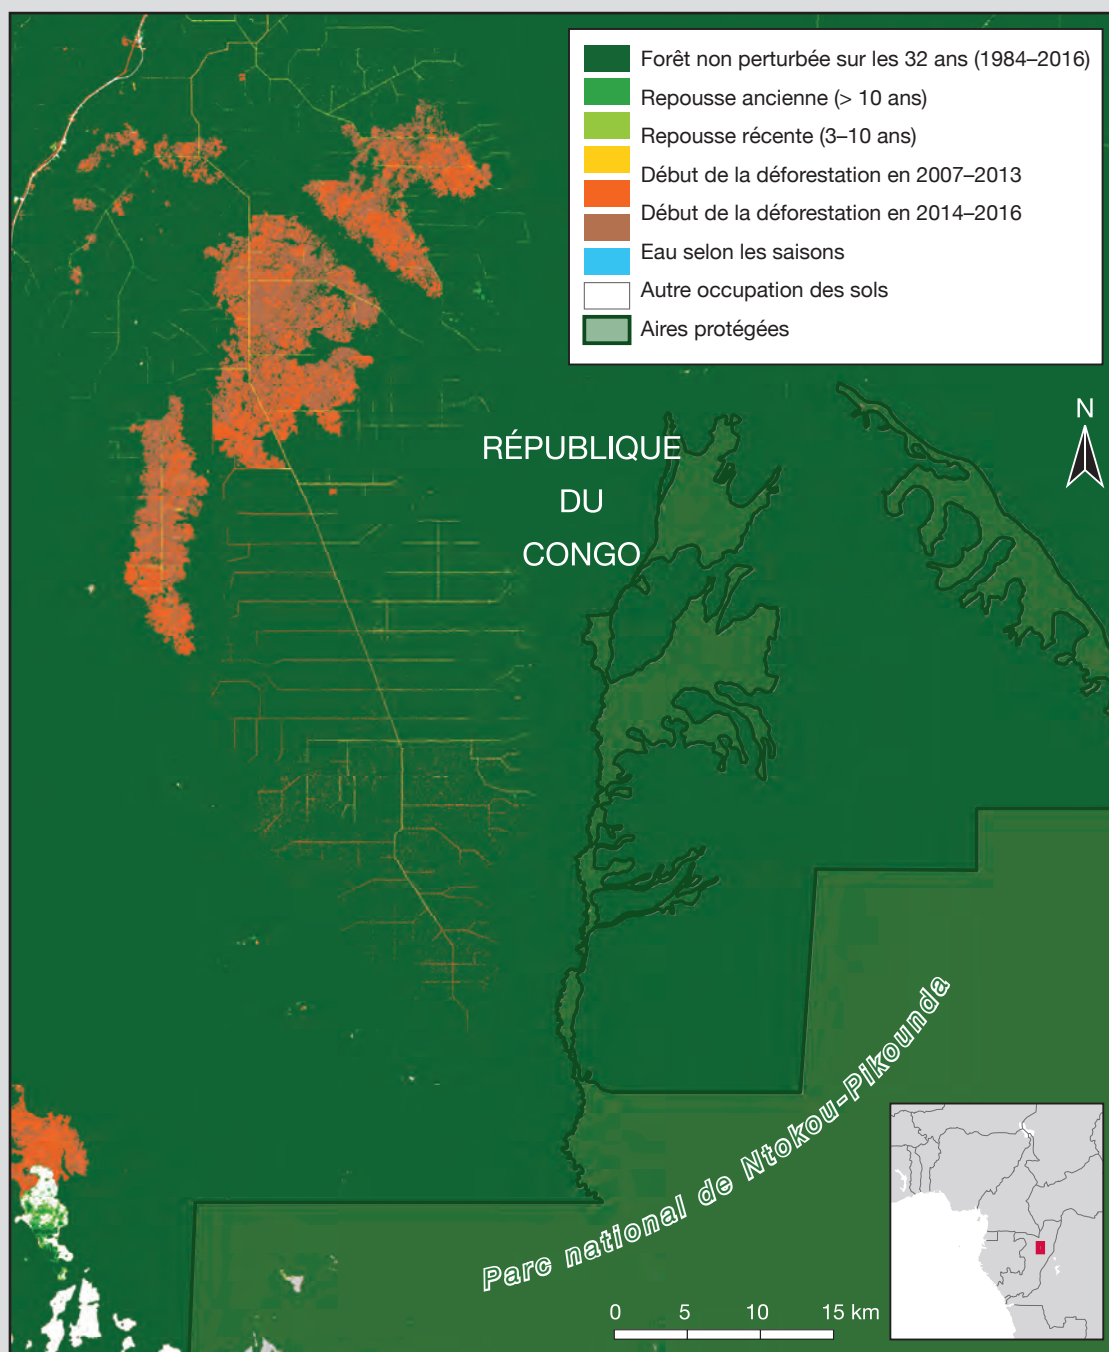 Forêt non perturbée sur les 32 ans (1984–2016)
Repousse ancienne (> 10 ans)
Repousse récente (3–10 ans)
Début de la déforestation en 2007–2013
Début de la déforestation en 2014–2016
Eau selon les saisons
Autre occupation des sols
Aires protégées
N
RÉPUBLIQUE
DU
CONGO
Parc national de Ntokou-Pikounda
0 5 10 15 km